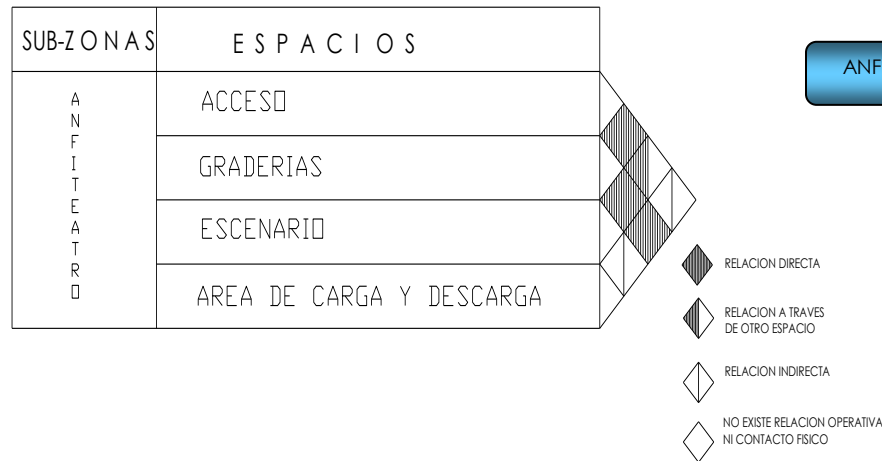 SUB-ZONAS
ESPACIOS
ANFITEATRO
ACCESO
GRADERIAS
ESCENARIO
AREA DE CARGA Y DESCARGA
ANF
RELACION DIRECTA
RELACION A TRAVES
DE OTRO ESPACIO
RELACION INDIRECTA
NO EXISTE RELACION OPERATIVA
NI CONTACTO FISICO